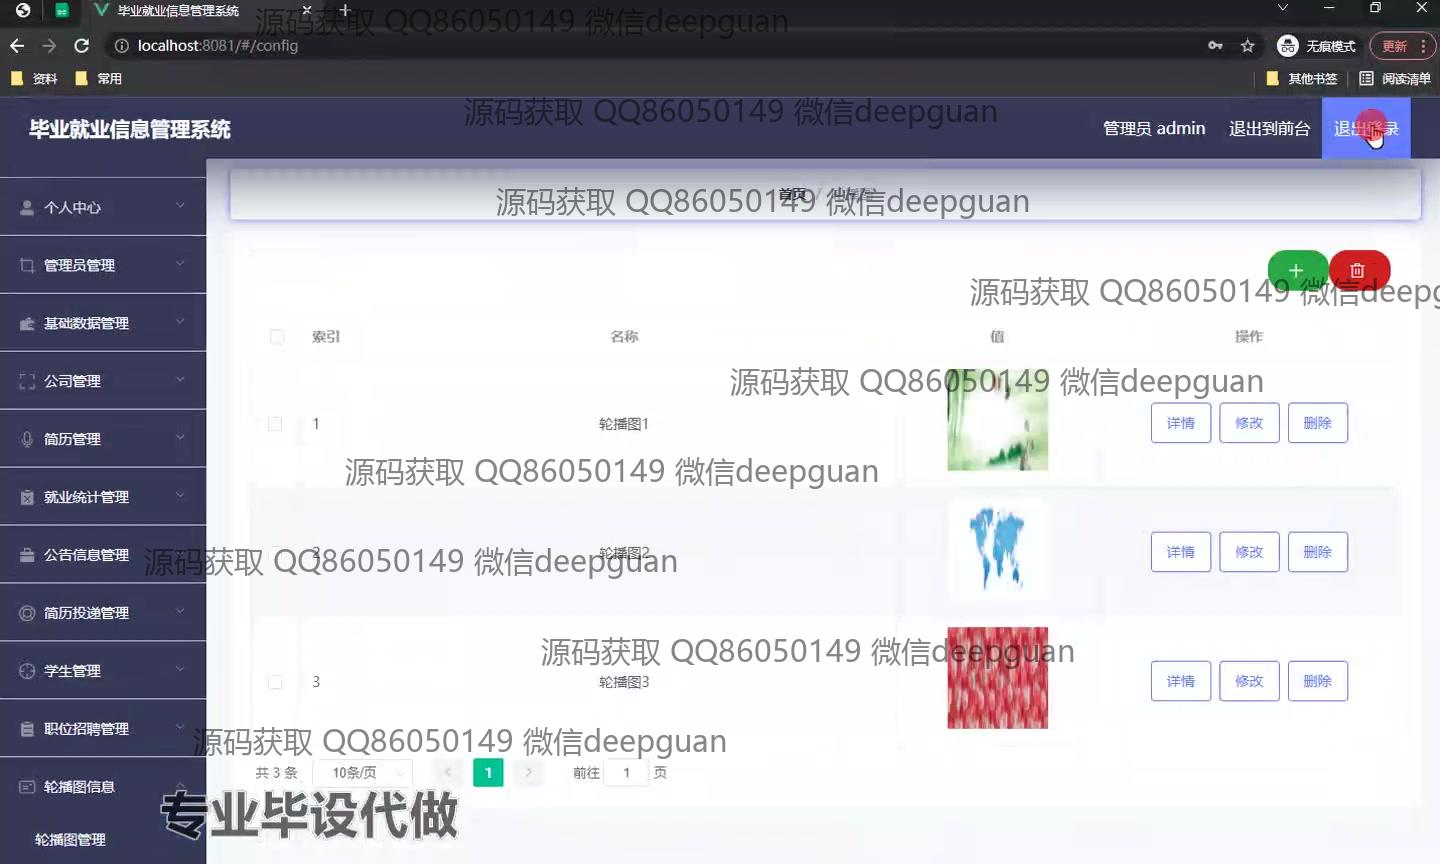 毕业就业信息管理系统
源码获取 QQ86050149 微信deepguan
localhost:8081/#/config
无痕模式
更新
资料
常用
其他书签
阅读清单
源码获取 QQ86050149 微信deepguan
毕业就业信息管理系统
管理员 admin
退出到前台
退出登录
首页 /
源码获取 QQ86050149 微信deepguan
个人中心
管理员管理
基础数据管理
公司管理
简历管理
就业统计管理
公告信息管理
简历投递管理
学生管理
职位招聘管理
轮播图信息
轮播图管理
源码获取 QQ86050149 微信deepg
索引 名称 值 操作
源码获取 QQ86050149 微信deepguan
1 轮播图1 详情 修改 删除
源码获取 QQ86050149 微信deepguan
2 轮播图2 详情 修改 删除
源码获取 QQ86050149 微信deepguan
源码获取 QQ86050149 微信deepguan
3 轮播图3 详情 修改 删除
源码获取 QQ86050149 微信deepguan
共 3 条 10条/页 1 前往 1 页
专业毕设代做